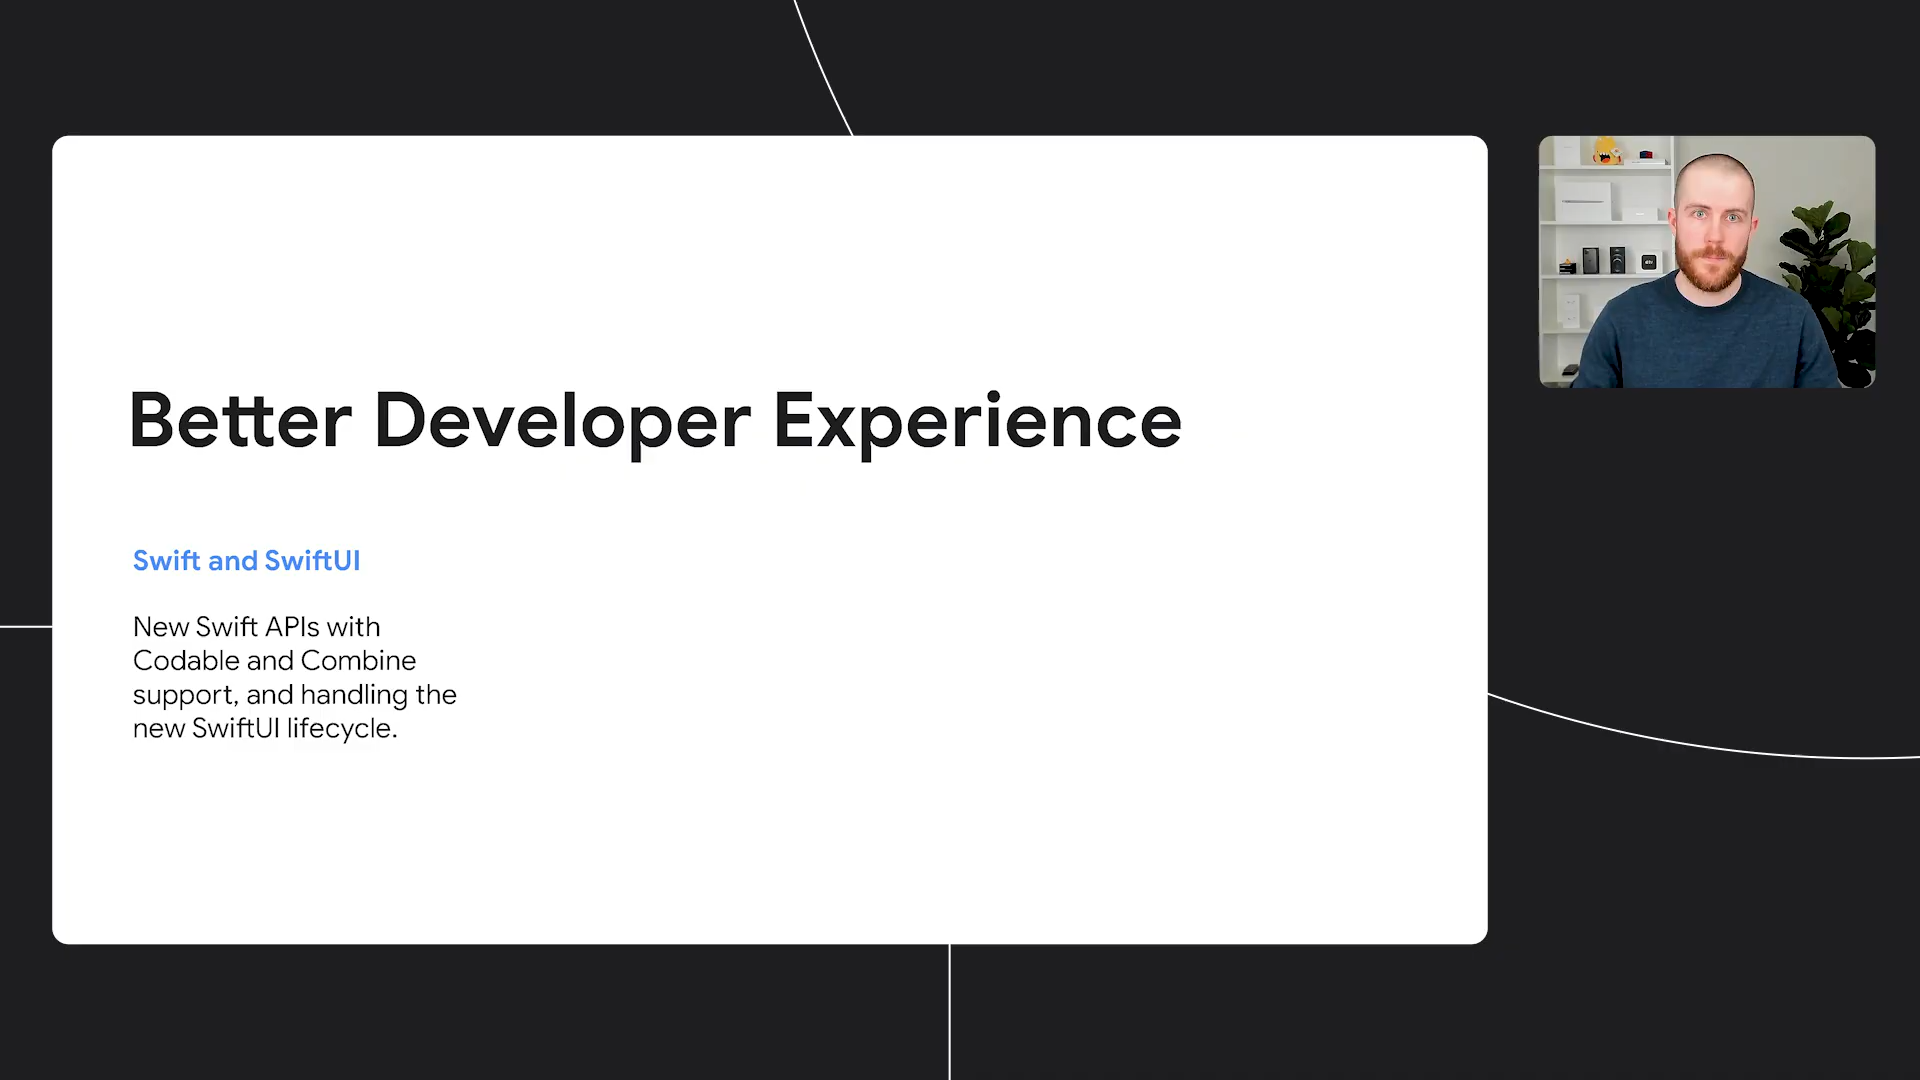 Better Developer Experience
Swift and SwiftUI
New Swift APIs with
Codable and Combine
support, and handling the
new SwiftUI lifecycle.